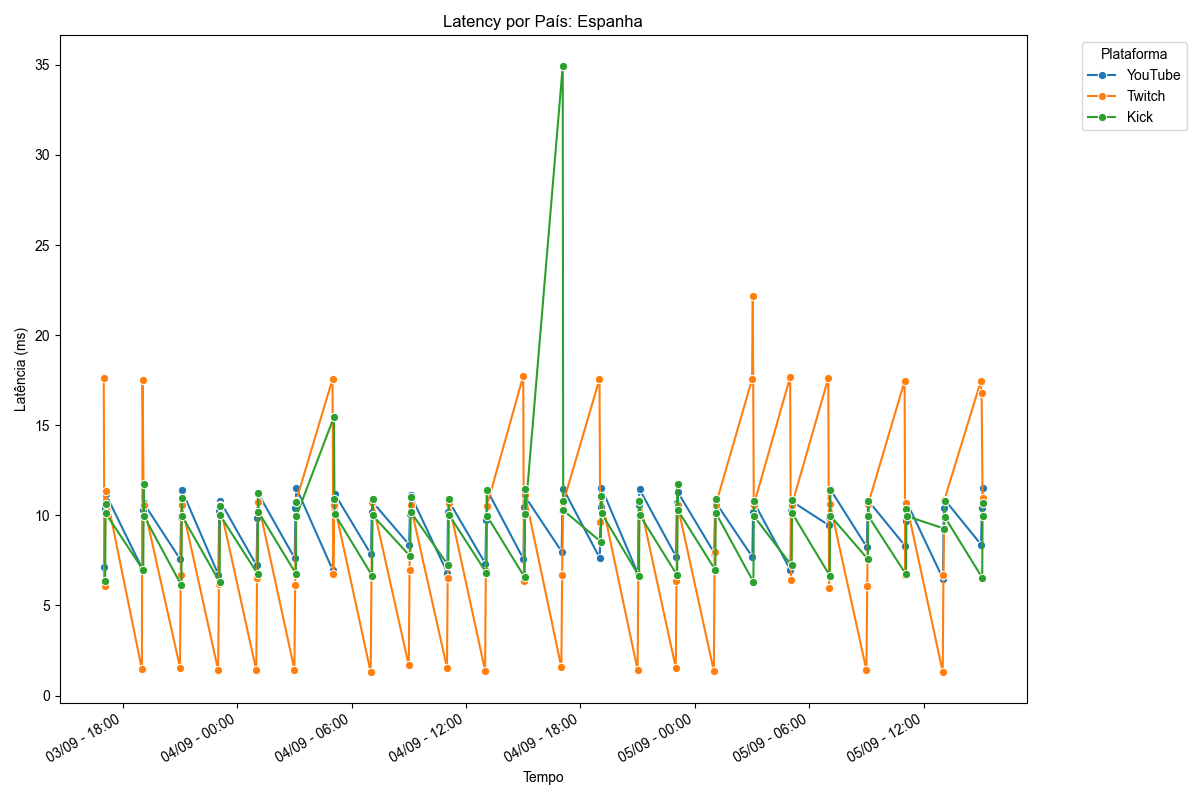 Latency por País: Espanha
Plataforma
YouTube
Twitch
Kick
Latência (ms)
35
30
25
20
15
10
5
0
03/09 - 18:00
04/09 - 00:00
04/09 - 06:00
04/09 - 12:00
04/09 - 18:00
05/09 - 00:00
05/09 - 06:00
05/09 - 12:00
Tempo